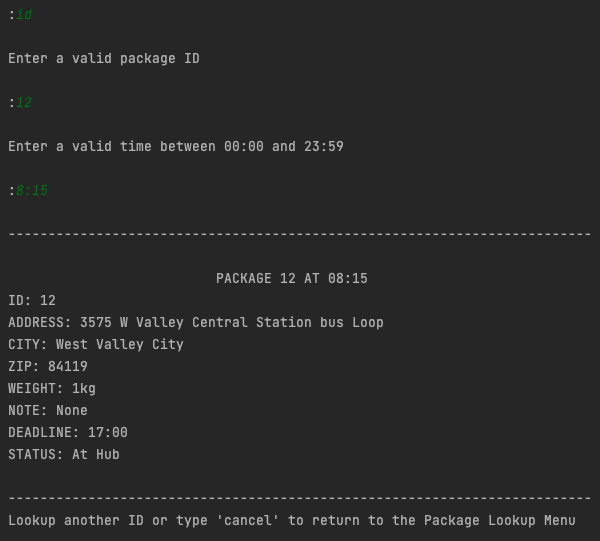 :id
Enter a valid package ID
:12
Enter a valid time between 00:00 and 23:59
:8:15
-------------------------------------------------------------------------
PACKAGE 12 AT 08:15
ID: 12
ADDRESS: 3575 W Valley Central Station bus Loop
CITY: West Valley City
ZIP: 84119
WEIGHT: 1kg
NOTE: None
DEADLINE: 17:00
STATUS: At Hub
-------------------------------------------------------------------------
Lookup another ID or type 'cancel' to return to the Package Lookup Menu